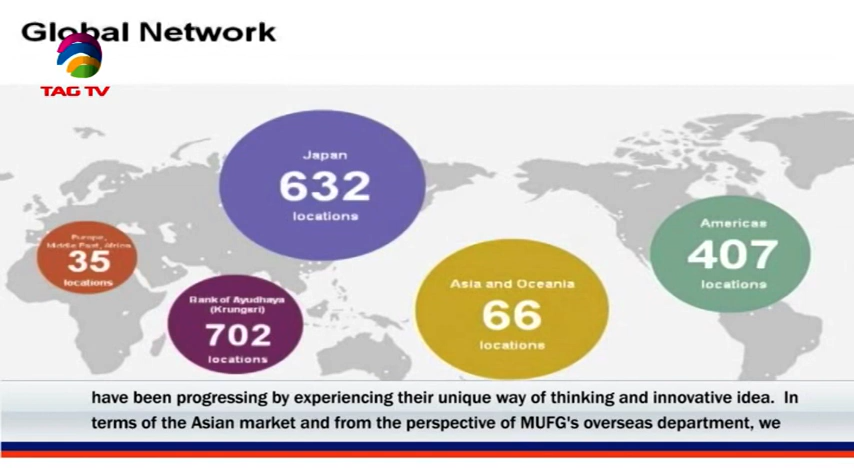 Global Network
TAG TV
Japan
632
locations
Americas
407
locations
Europe,
Middle East, Africa
35
locations
Asia and Oceania
66
locations
Bank of Ayudhaya
(Krungsri)
702
locations
have been progressing by experiencing their unique way of thinking and innovative idea. In
terms of the Asian market and from the perspective of MUFG's overseas department, we